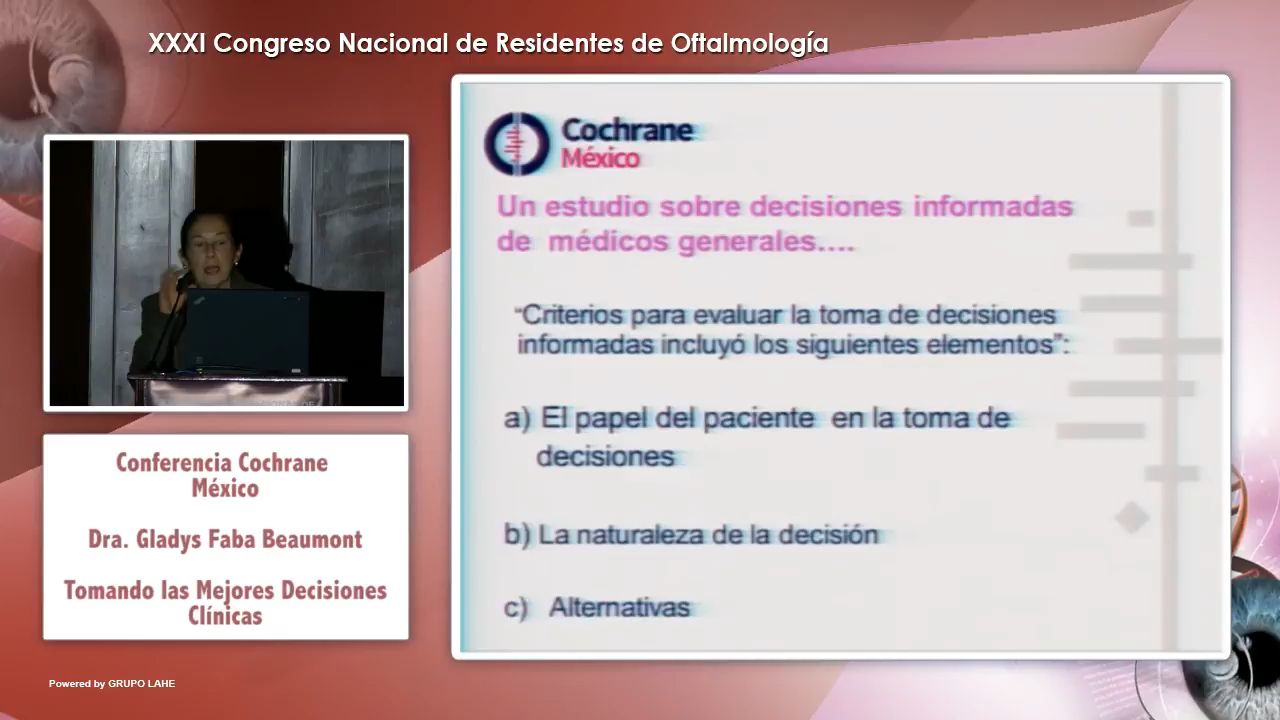 XXXI Congreso Nacional de Residentes de Oftalmología
Cochrane
México
Un estudio sobre decisiones informadas
de médicos generales....
"Criterios para evaluar la toma de decisiones
informadas incluyó los siguientes elementos":
a) El papel del paciente en la toma de
decisiones
b) La naturaleza de la decisión
c) Alternativas
Conferencia Cochrane
México
Dra. Gladys Faba Beaumont
Tomando las Mejores Decisiones
Clínicas
Powered by GRUPO LAHE